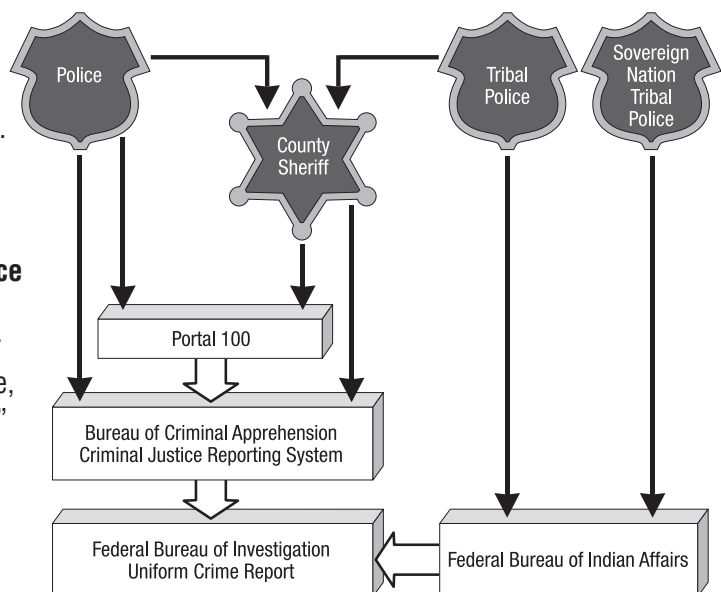 Police
Tribal
Police
Sovereign
Nation
Tribal
Police
County
Sheriff
Portal 100
Bureau of Criminal Apprehension
Criminal Justice Reporting System
Federal Bureau of Investigation
Uniform Crime Report
Federal Bureau of Indian Affairs